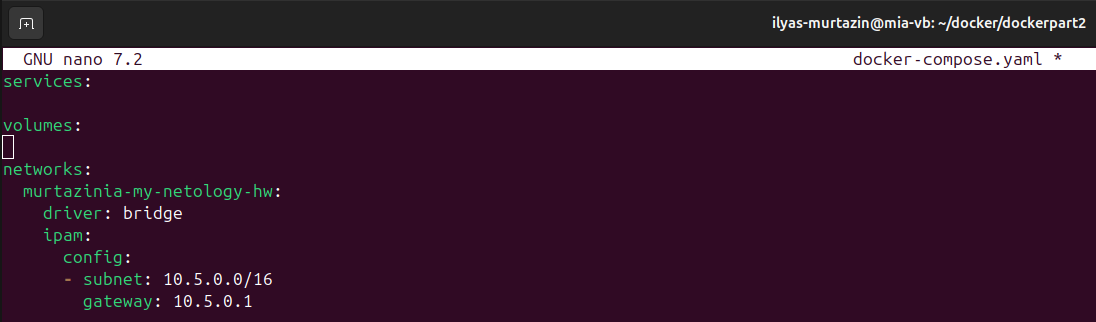 ilyas-murtazin@mia-vb: ~/docker/dockerpart2
GNU nano 7.2 docker-compose.yaml *
services:
volumes:
networks:
  murtazinia-my-netology-hw:
    driver: bridge
    ipam:
      config:
      - subnet: 10.5.0.0/16
        gateway: 10.5.0.1